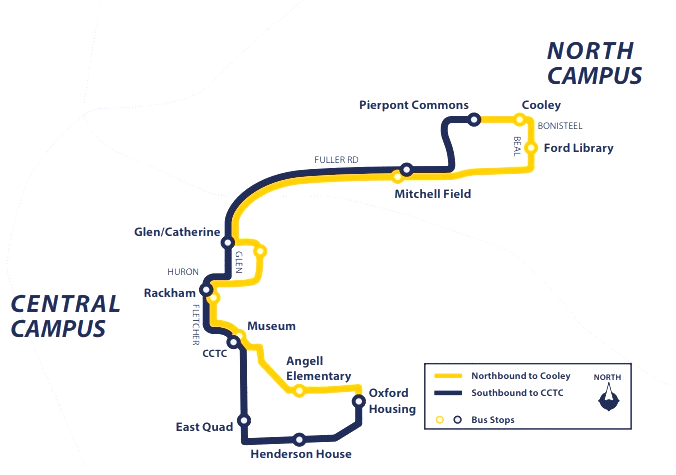 NORTH
CAMPUS
Pierpont Commons
Cooley
BONISTEEL
BEAL
Ford Library
FULLER RD
Mitchell Field
Glen/Catherine
GLEN
HURON
Rackham
CENTRAL
CAMPUS
FLETCHER
Museum
CCTC
Angell
Elementary
Oxford
Housing
East Quad
Henderson House
Northbound to Cooley
Southbound to CCTC
Bus Stops
NORTH